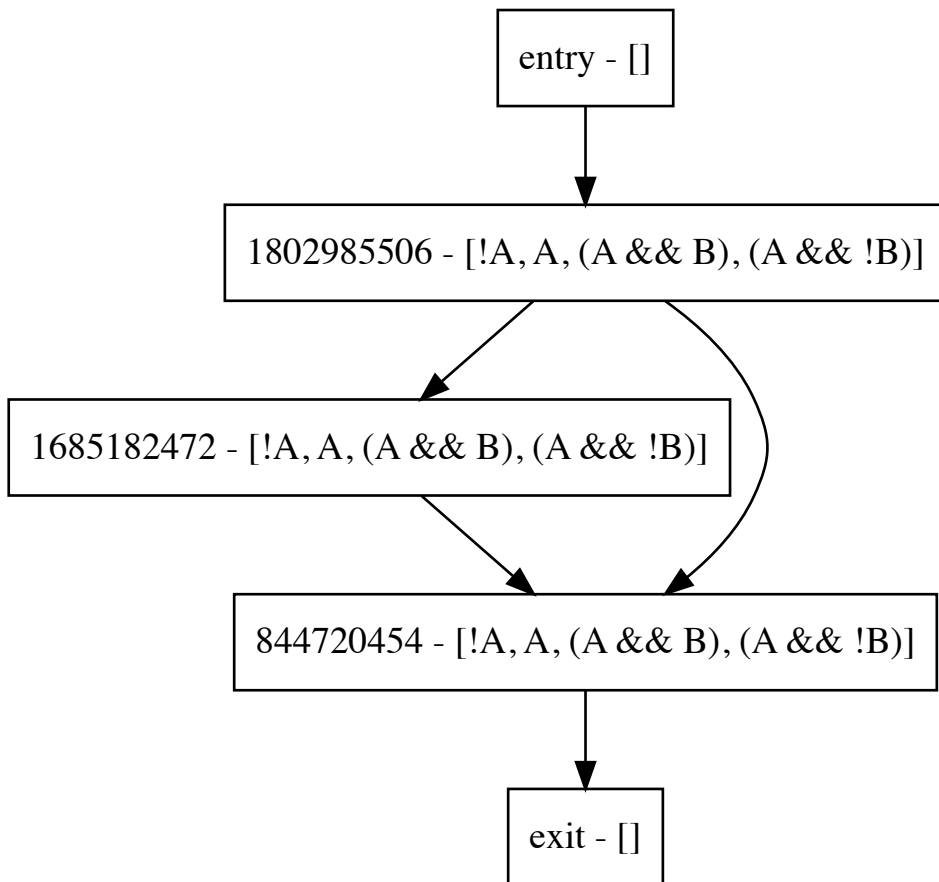 entry - []
1802985506 - [!A, A, (A && B), (A && !B)]
1685182472 - [!A, A, (A && B), (A && !B)]
844720454 - [!A, A, (A && B), (A && !B)]
exit - []